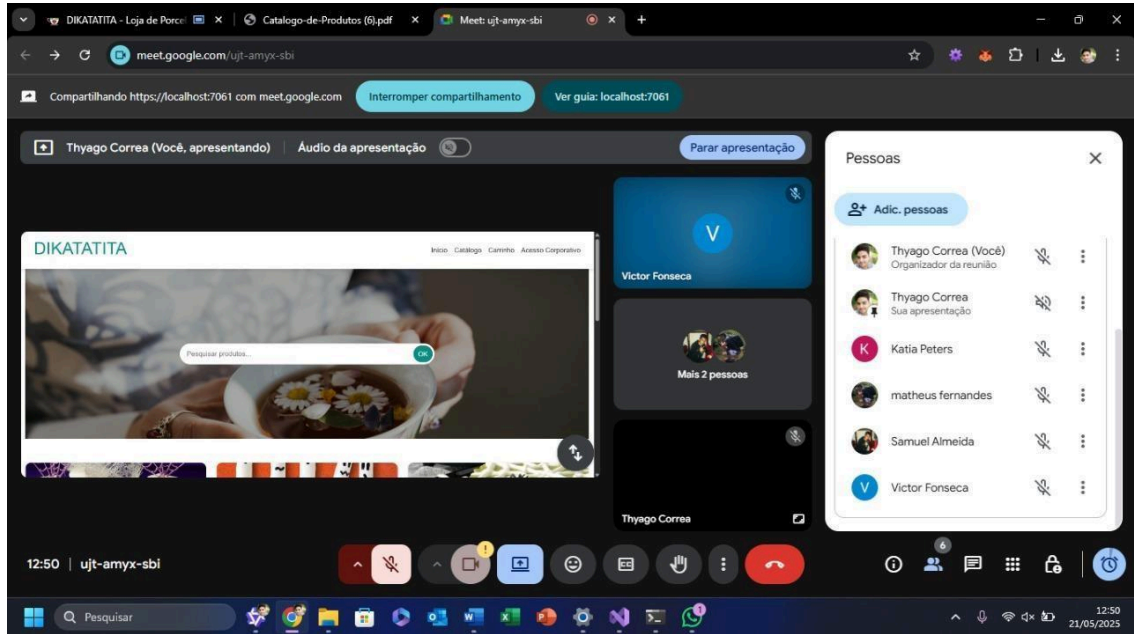 DIKATATITA - Loja de Porcel
Catalogo-de-Produtos (6).pdf
Meet: ujt-amyx-sbi
meet.google.com/ujt-amyx-sbi
Compartilhando https://localhost:7061 com meet.google.com
Interromper compartilhamento
Ver guia: localhost:7061
Thyago Correa (Você, apresentando)
Áudio da apresentação
Parar apresentação
DIKATATITA
Início Catálogo Carrinho Acesso Corporativo
Pesquisar produtos...
OK
V
Victor Fonseca
Mais 2 pessoas
Thyago Correa
Pessoas
Adic. pessoas
Thyago Correa (Você)
Organizador da reunião
Thyago Correa
Sua apresentação
K
Katia Peters
matheus fernandes
Samuel Almeida
V
Victor Fonseca
12:50 | ujt-amyx-sbi
!
CC
6
Pesquisar
12:50
21/05/2025